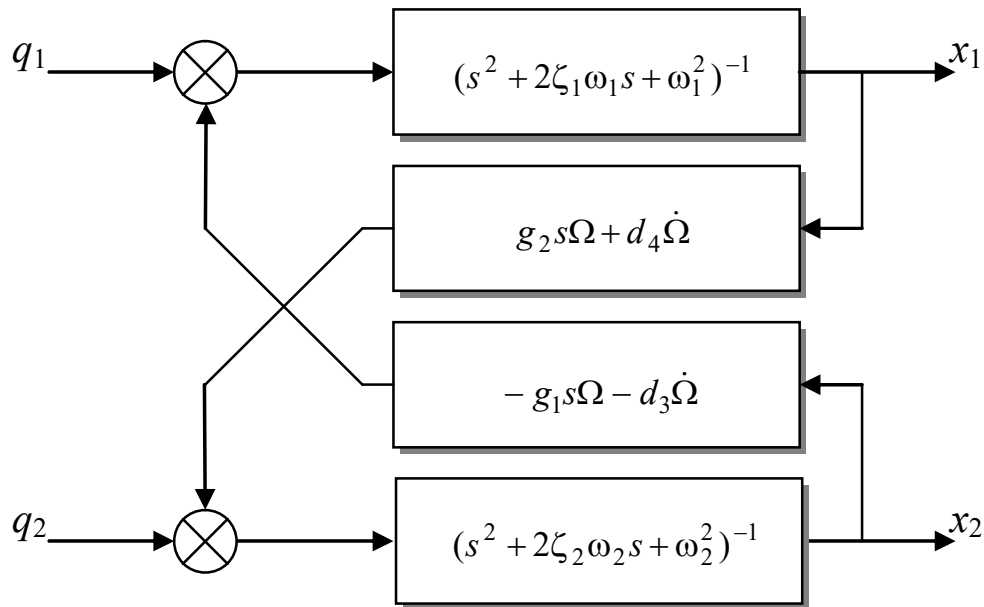 q₁
(s² + 2ζ₁ω₁s + ω₁²)⁻¹
x₁
g₂sΩ + d₄Ω̇
− g₁sΩ − d₃Ω̇
q₂
(s² + 2ζ₂ω₂s + ω₂²)⁻¹
x₂